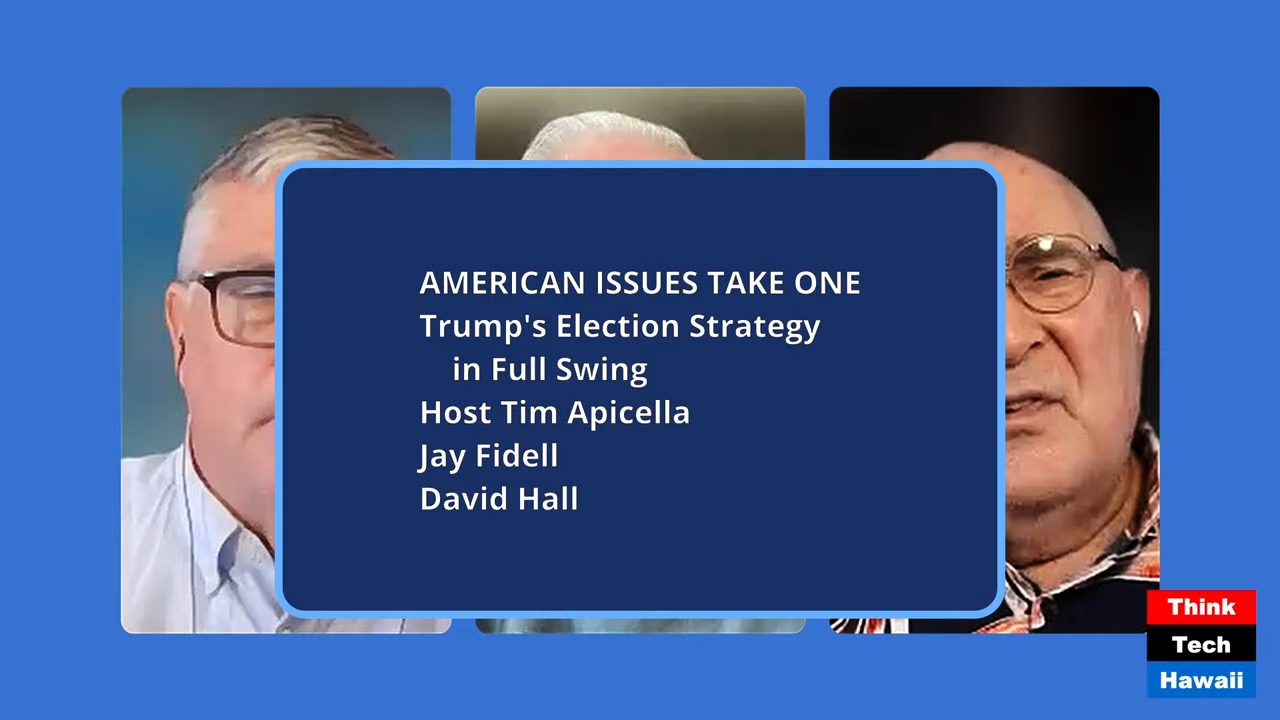 AMERICAN ISSUES TAKE ONE
Trump's Election Strategy
in Full Swing
Host Tim Apicella
Jay Fidell
David Hall
Think
Tech
Hawaii